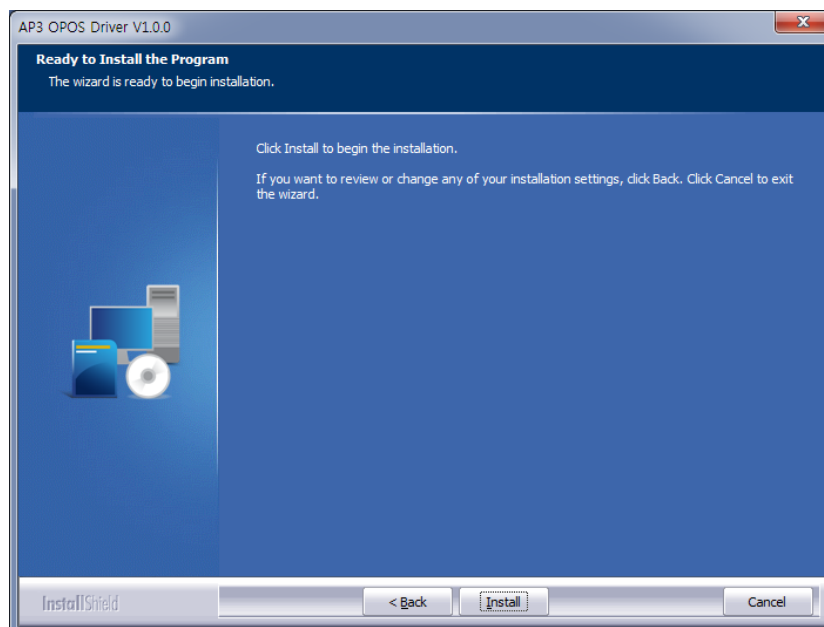 AP3 OPOS Driver V1.0.0
Ready to Install the Program
The wizard is ready to begin installation.
Click Install to begin the installation.
If you want to review or change any of your installation settings, click Back. Click Cancel to exit
the wizard.
InstallShield
< Back
Install
Cancel